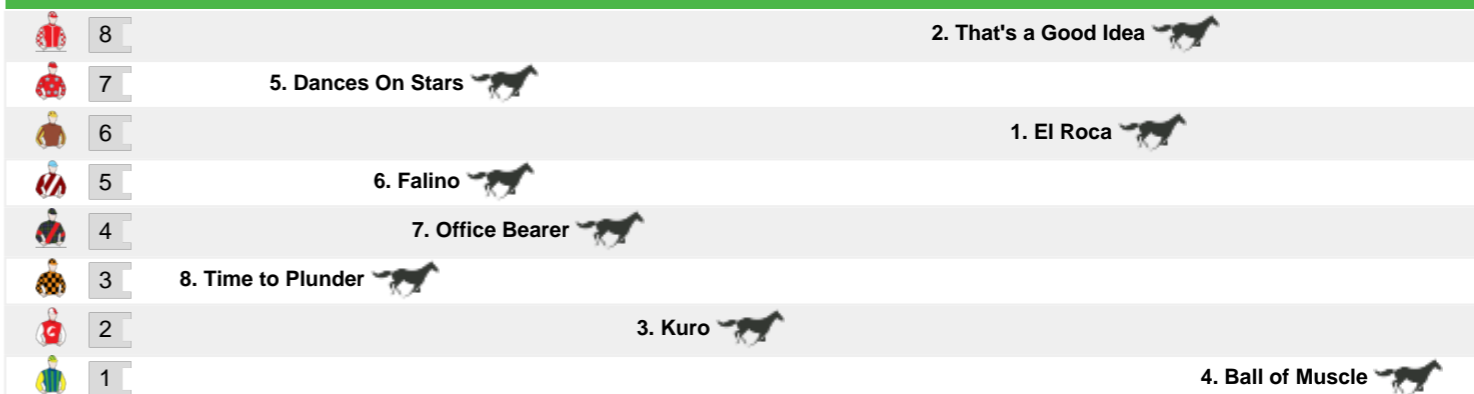 8 2. That's a Good Idea
7 5. Dances On Stars
6 1. El Roca
5 6. Falino
4 7. Office Bearer
3 8. Time to Plunder
2 3. Kuro
1 4. Ball of Muscle